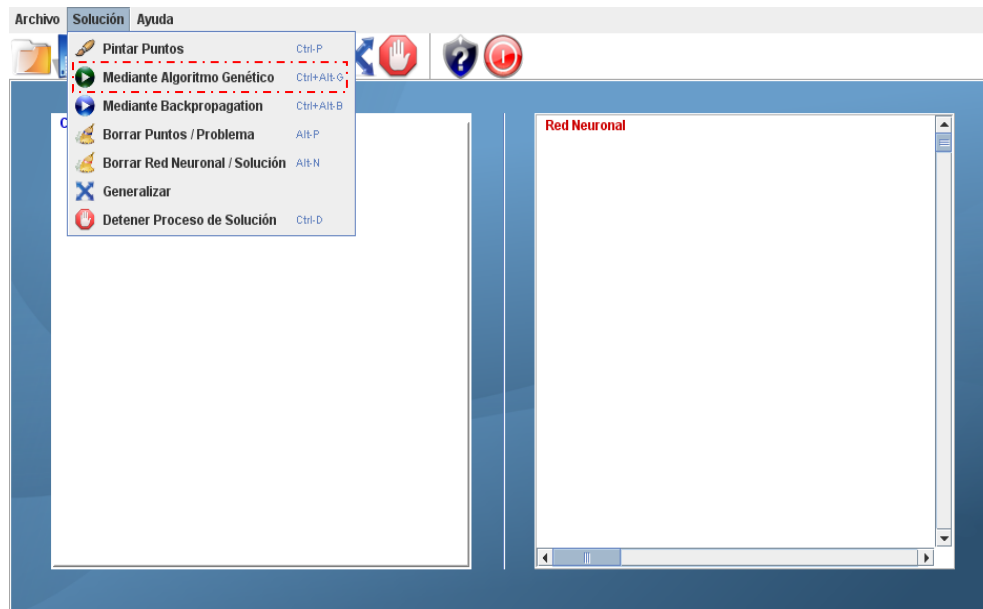 Archivo Solución Ayuda
Pintar Puntos Ctrl-P
Mediante Algoritmo Genético Ctrl+Alt-G
Mediante Backpropagation Ctrl+Alt-B
Borrar Puntos / Problema Alt-P
Borrar Red Neuronal / Solución Alt-N
Generalizar
Detener Proceso de Solución Ctrl-D
Red Neuronal